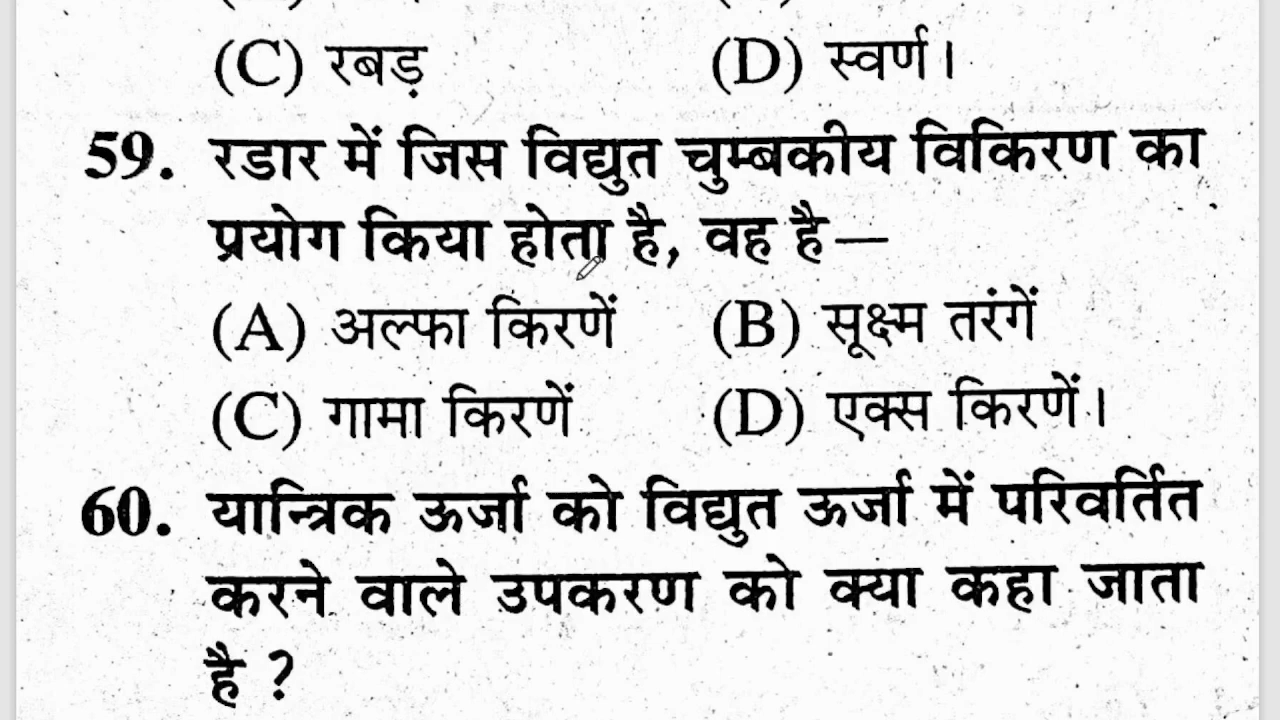 (C) रबड़ (D) स्वर्ण।
59. रडार में जिस विद्युत चुम्बकीय विकिरण का
प्रयोग किया होता है, वह है—
(A) अल्फा किरणें (B) सूक्ष्म तरंगें
(C) गामा किरणें (D) एक्स किरणें।
60. यान्त्रिक ऊर्जा को विद्युत ऊर्जा में परिवर्तित
करने वाले उपकरण को क्या कहा जाता
है ?